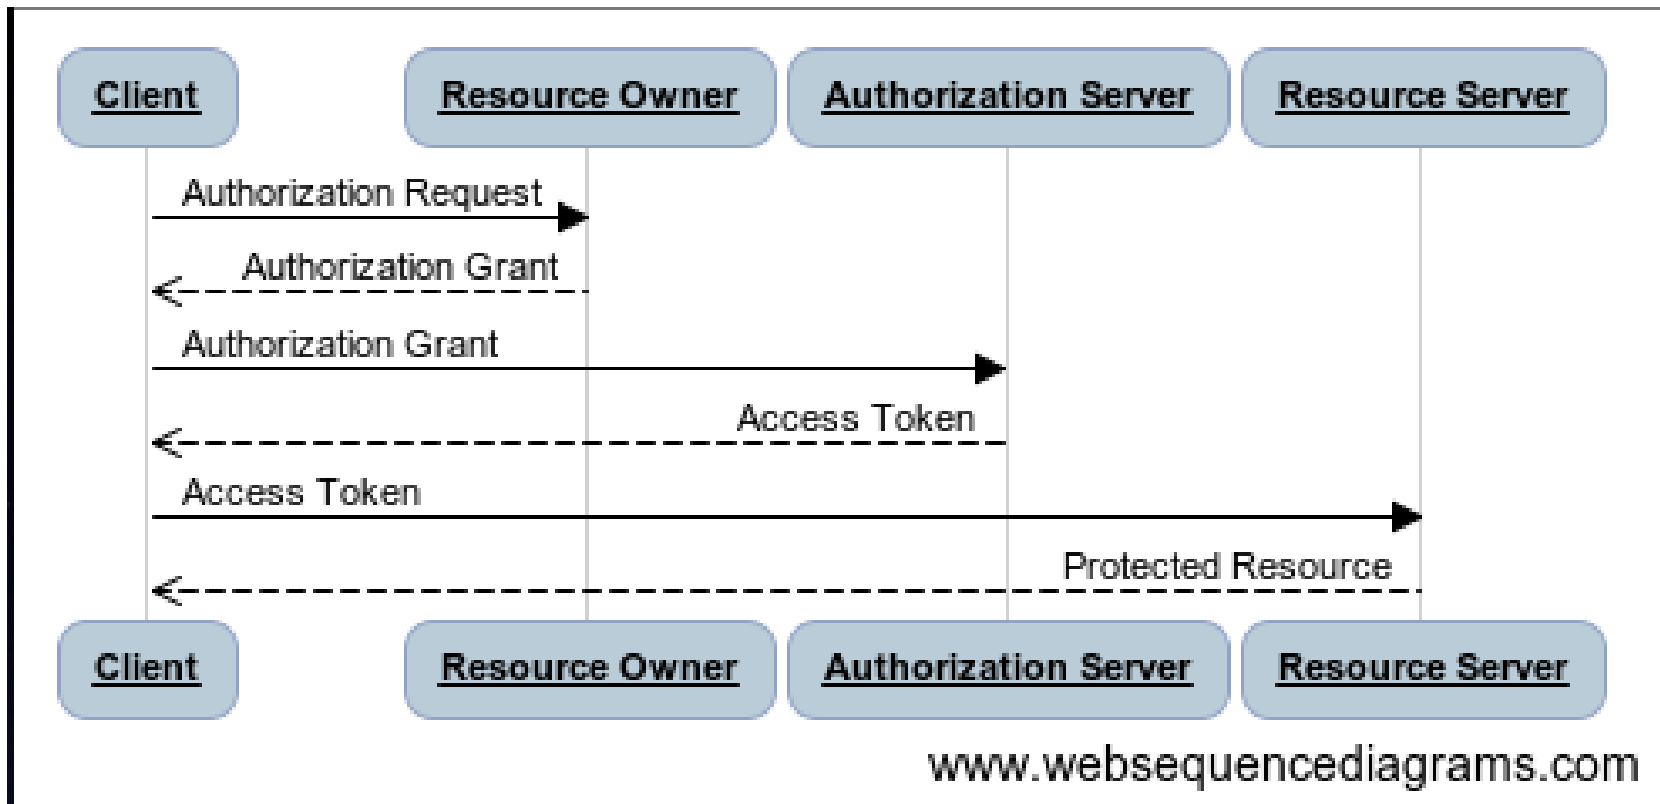 Client
Resource Owner
Authorization Server
Resource Server
Authorization Request
Authorization Grant
Authorization Grant
Access Token
Access Token
Protected Resource
Client
Resource Owner
Authorization Server
Resource Server
www.websequencediagrams.com